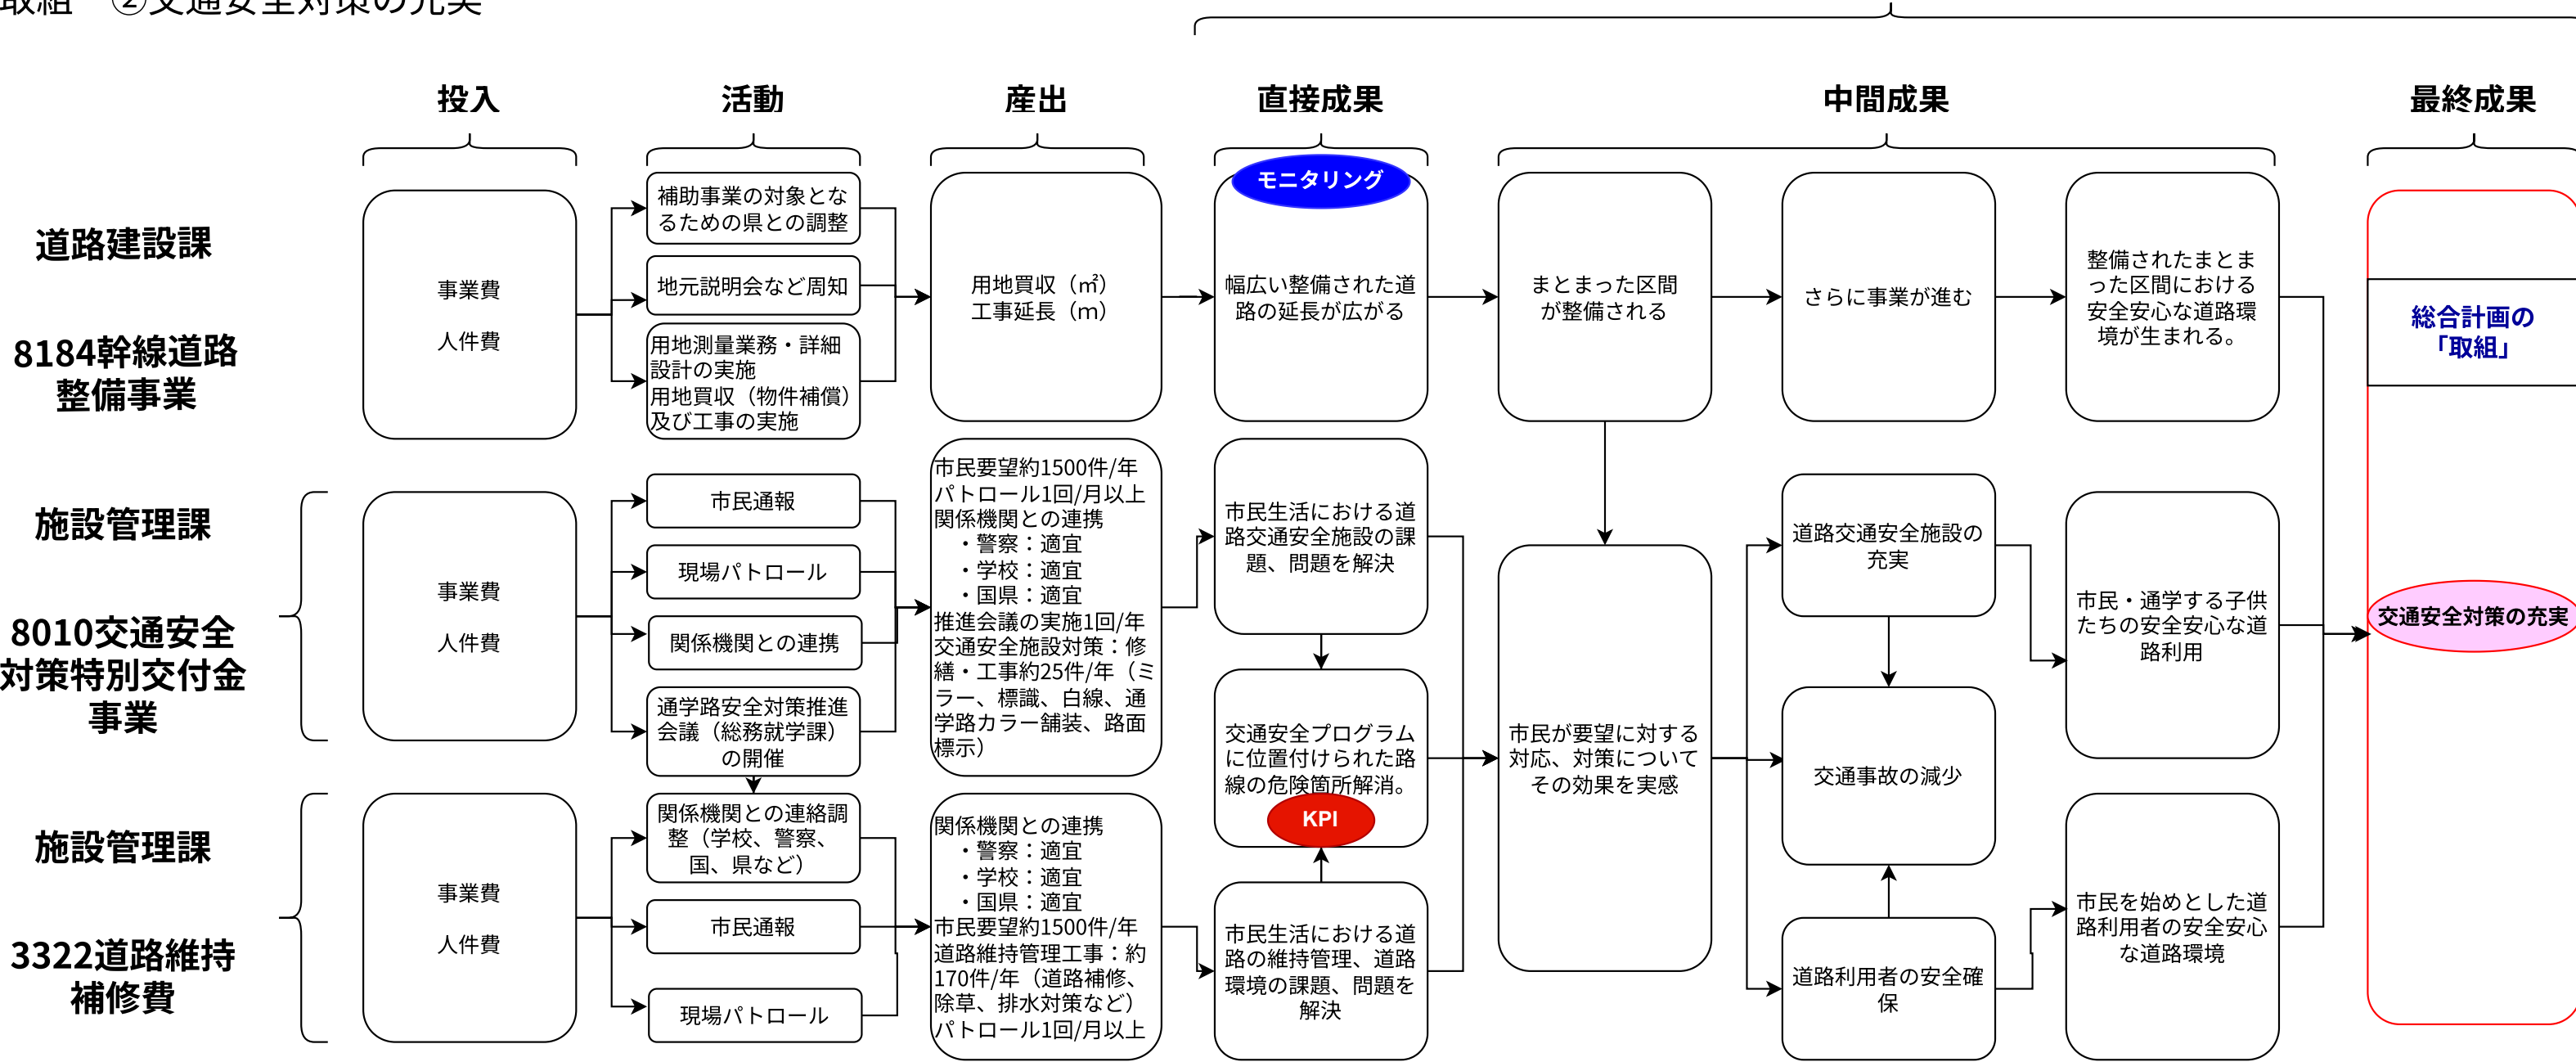 取組　②交通安全対策の充実
投入
活動
産出
直接成果
中間成果
最終成果
道路建設課
8184幹線道路
整備事業
事業費
人件費
補助事業の対象とな
るための県との調整
地元説明会など周知
用地測量業務・詳細
設計の実施
用地買収（物件補償）
及び工事の実施
用地買収（㎡）
工事延長（ｍ）
モニタリング
幅広い整備された道
路の延長が広がる
まとまった区間
が整備される
さらに事業が進む
整備されたまとま
った区間における
安全安心な道路環
境が生まれる。
総合計画の
「取組」
施設管理課
8010交通安全
対策特別交付金
事業
事業費
人件費
市民通報
現場パトロール
関係機関との連携
通学路安全対策推進
会議（総務就学課）
の開催
市民要望約1500件/年
パトロール1回/月以上
関係機関との連携
・警察：適宜
・学校：適宜
・国県：適宜
推進会議の実施1回/年
交通安全施設対策：修
繕・工事約25件/年（ミ
ラー、標識、白線、通
学路カラー舗装、路面
標示）
市民生活における道
路交通安全施設の課
題、問題を解決
交通安全プログラム
に位置付けられた路
線の危険箇所解消。
KPI
市民が要望に対する
対応、対策について
その効果を実感
道路交通安全施設の
充実
交通事故の減少
市民・通学する子供
たちの安全安心な道
路利用
交通安全対策の充実
施設管理課
3322道路維持
補修費
事業費
人件費
関係機関との連絡調
整（学校、警察、
国、県など）
市民通報
現場パトロール
関係機関との連携
・警察：適宜
・学校：適宜
・国県：適宜
市民要望約1500件/年
道路維持管理工事：約
170件/年（道路補修、
除草、排水対策など）
パトロール1回/月以上
市民生活における道
路の維持管理、道路
環境の課題、問題を
解決
道路利用者の安全確
保
市民を始めとした道
路利用者の安全安心
な道路環境